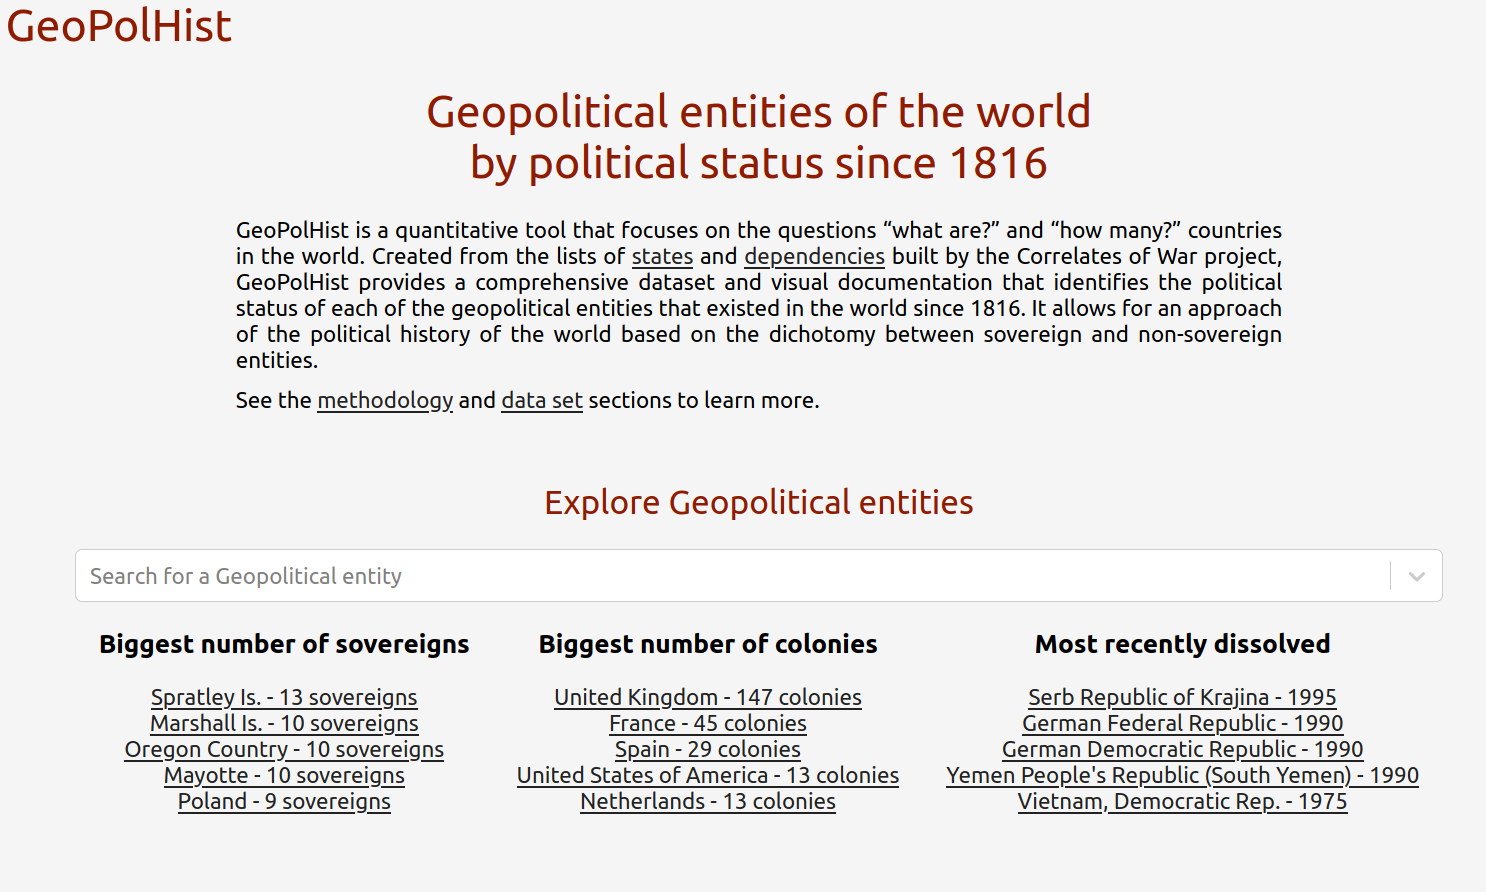 GeoPolHist
Geopolitical entities of the world
by political status since 1816
GeoPolHist is a quantitative tool that focuses on the questions “what are?” and “how many?” countries
in the world. Created from the lists of states and dependencies built by the Correlates of War project,
GeoPolHist provides a comprehensive dataset and visual documentation that identifies the political
status of each of the geopolitical entities that existed in the world since 1816. It allows for an approach
of the political history of the world based on the dichotomy between sovereign and non-sovereign
entities.
See the methodology and data set sections to learn more.
Explore Geopolitical entities
Search for a Geopolitical entity
Biggest number of sovereigns
Spratley Is. - 13 sovereigns
Marshall Is. - 10 sovereigns
Oregon Country - 10 sovereigns
Mayotte - 10 sovereigns
Poland - 9 sovereigns
Biggest number of colonies
United Kingdom - 147 colonies
France - 45 colonies
Spain - 29 colonies
United States of America - 13 colonies
Netherlands - 13 colonies
Most recently dissolved
Serb Republic of Krajina - 1995
German Federal Republic - 1990
German Democratic Republic - 1990
Yemen People's Republic (South Yemen) - 1990
Vietnam, Democratic Rep. - 1975